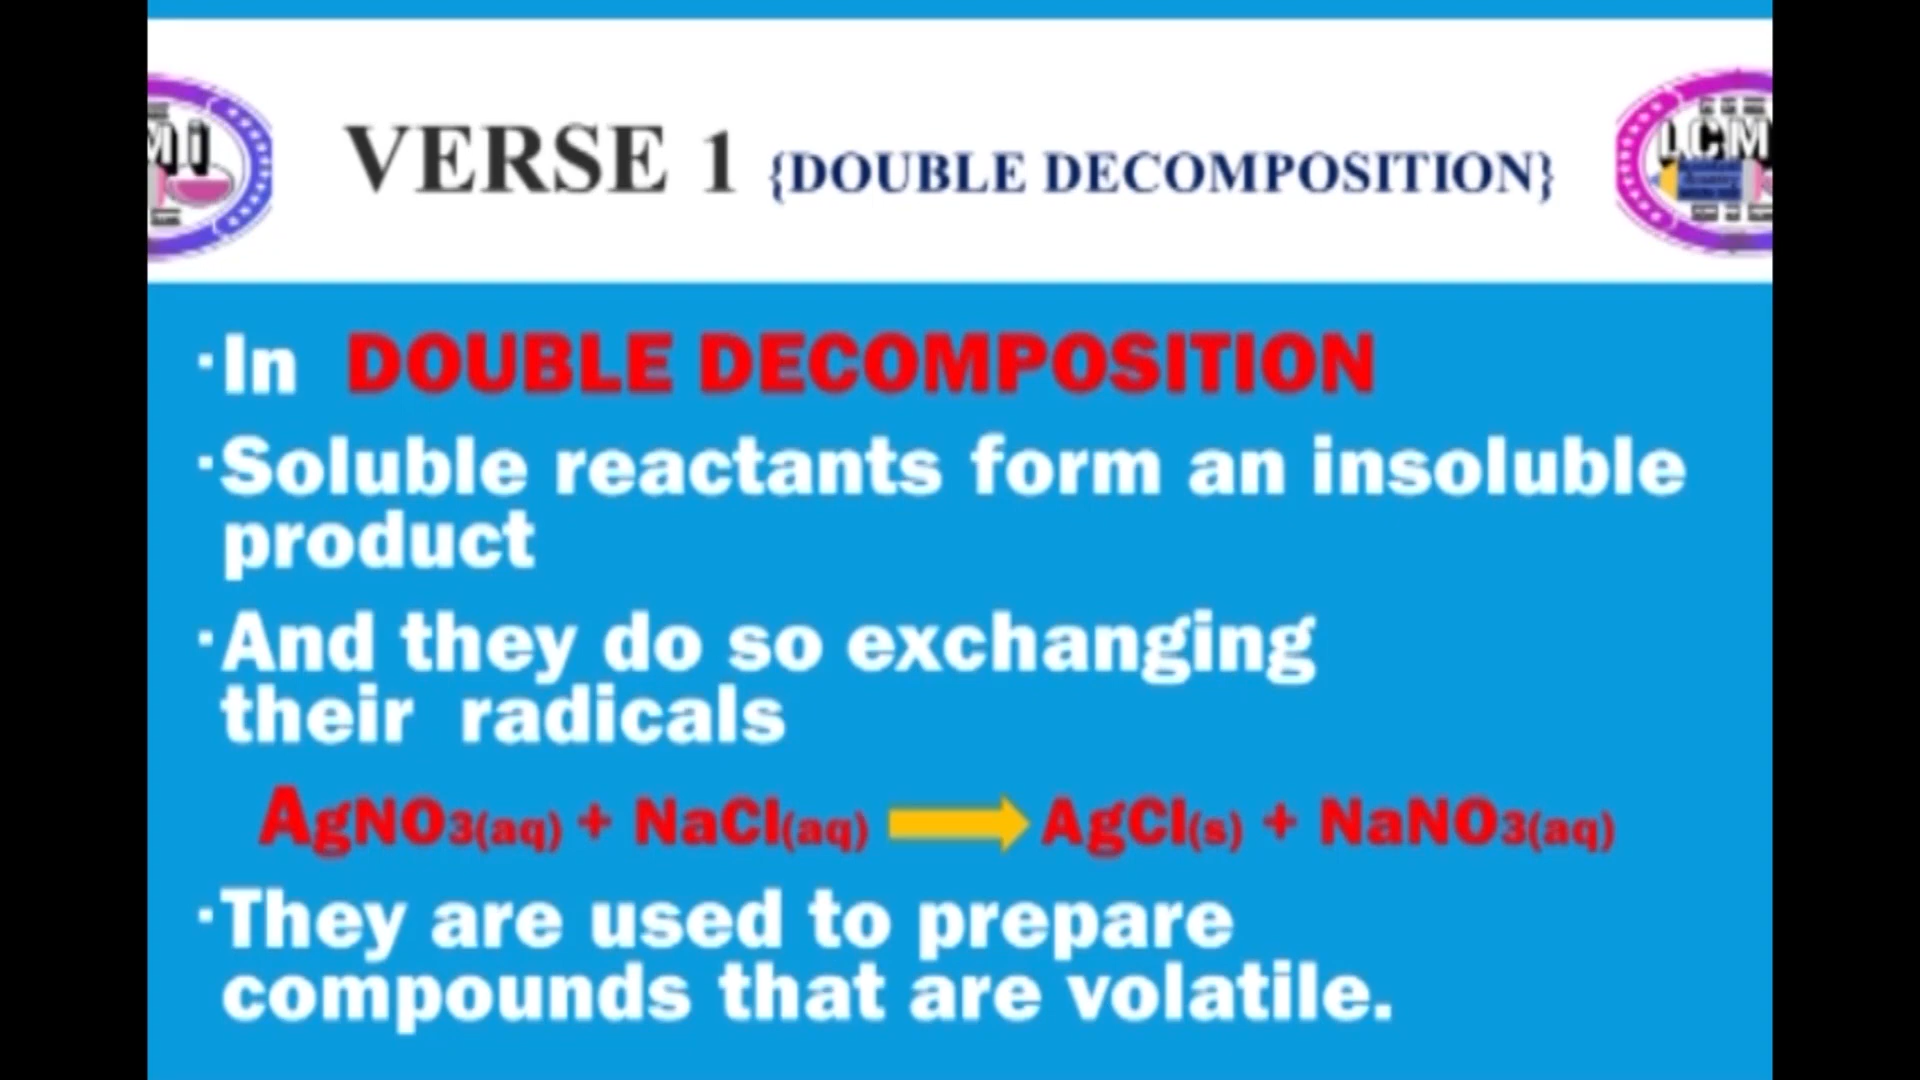 VERSE 1 {DOUBLE DECOMPOSITION}
·In DOUBLE DECOMPOSITION
·Soluble reactants form an insoluble
product
·And they do so exchanging
their radicals
AgNO3(aq) + NaCl(aq) AgCl(s) + NaNO3(aq)
·They are used to prepare
compounds that are volatile.